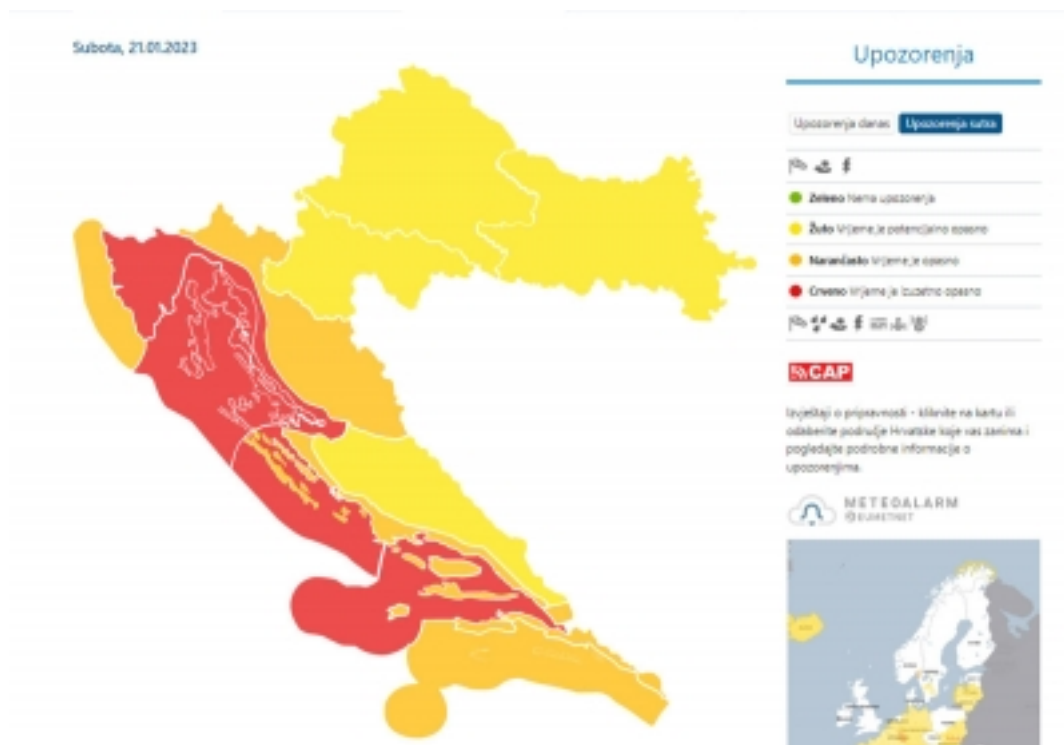 Subota, 21.01.2023
Upozorenja
Upozorenja danas
Upozorenja sutra
Zeleno Nema upozorenja
Žuto Vrijeme je potencijalno opasno
Narančasto Vrijeme je opasno
Crveno Vrijeme je izuzetno opasno
CAP
Izvještaji o pripravnosti - kliknite na kartu ili
odaberite područje Hrvatske koje vas zanima i
pogledajte podrobne informacije o
upozorenjima.
METEOALARM
EUMETNET